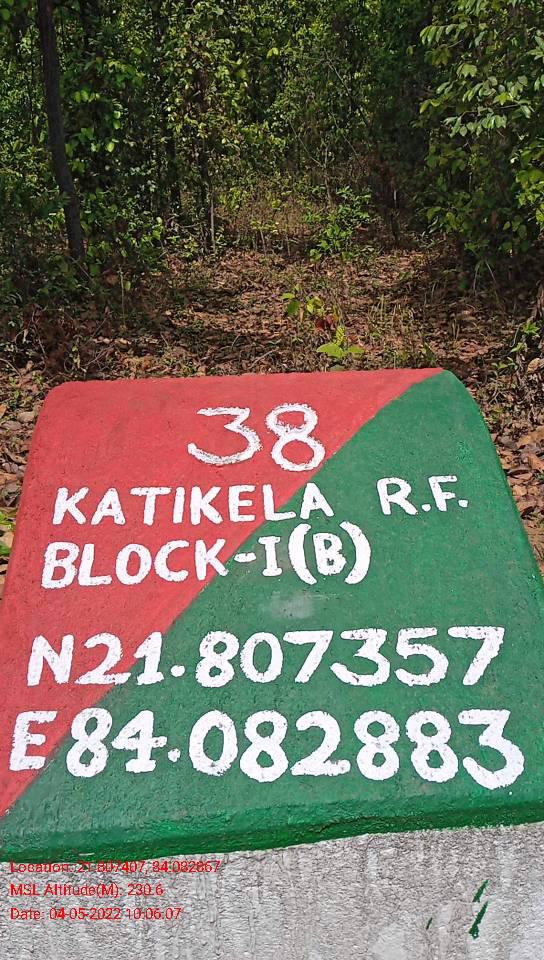 38
KATIKELA R.F.
BLOCK-I(B)
N21.807357
E84.082883
Location: 21.807407, 84.082867
MSL Altitude(M): 230.6
Date: 04-05-2022 10:06:07